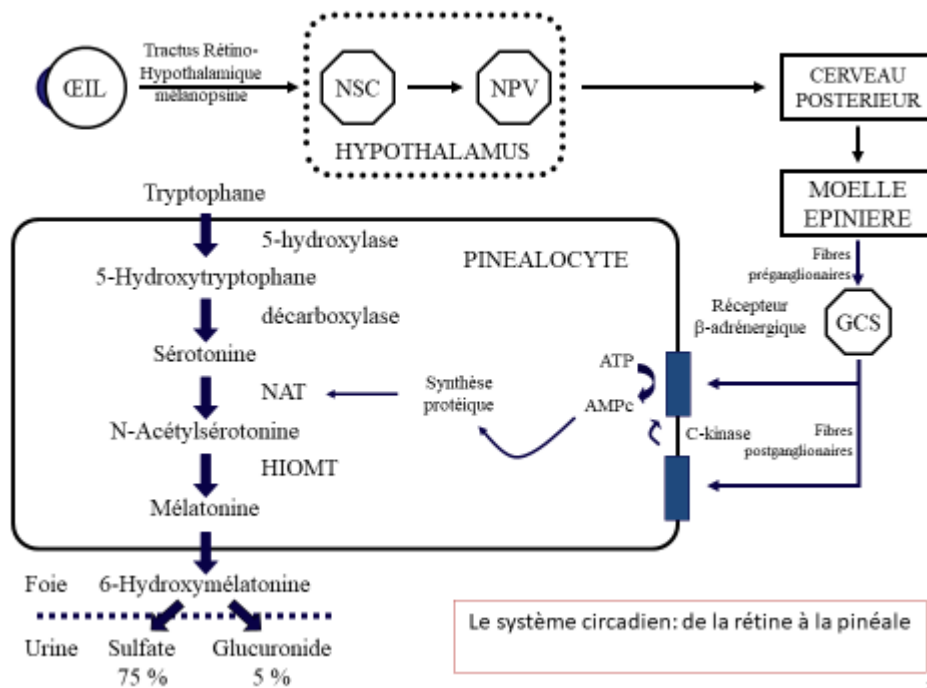 ŒIL
Tractus Rétino-
Hypothalamique
mélanopsine
NSC
NPV
HYPOTHALAMUS
CERVEAU
POSTERIEUR
MOELLE
EPINIERE
Fibres
préganglionaires
GCS
Récepteur
β-adrénergique
Fibres
postganglionaires
PINEALOCYTE
Tryptophane
5-hydroxylase
5-Hydroxytryptophane
décarboxylase
Sérotonine
NAT
Synthèse
protéique
ATP
AMPc
C-kinase
N-Acétylsérotonine
HIOMT
Mélatonine
Foie 6-Hydroxymélatonine
Urine Sulfate Glucuronide
75 % 5 %
Le système circadien: de la rétine à la pinéale